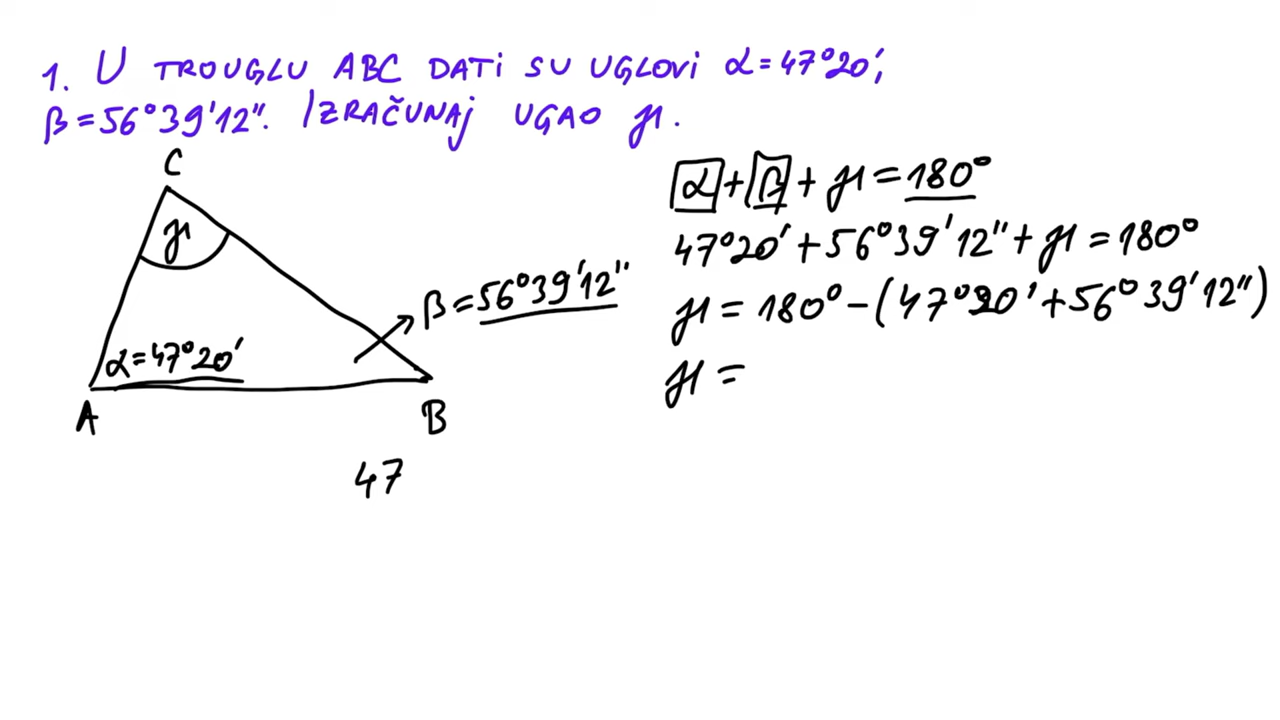 1. U TROUGLU ABC DATI SU UGLOVI α=47°20',
β=56°39'12". IZRAČUNAJ UGAO γ.
C
γ
α=47°20'
β=56°39'12"
A
B
47
α+β+γ=180°
47°20'+56°39'12"+γ=180°
γ=180°-(47°20'+56°39'12")
γ=